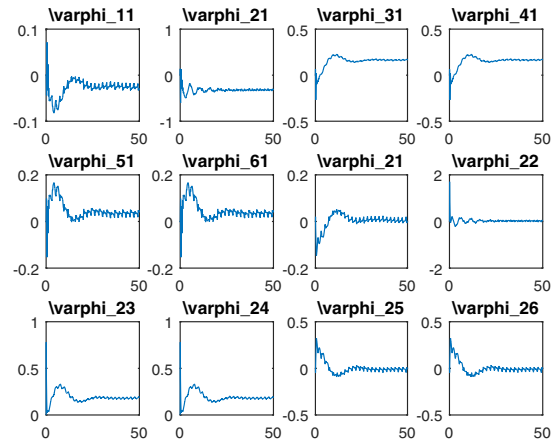 \varphi_11 \varphi_21 \varphi_31 \varphi_41
0.1 1 0.5 0.5
0 0 0 0
-0.1 -1 -0.5 -0.5
0 50 0 50 0 50 0 50
\varphi_51 \varphi_61 \varphi_21 \varphi_22
0.2 0.2 0.2 2
0 0 0 0
-0.2 -0.2 -0.2 -2
0 50 0 50 0 50 0 50
\varphi_23 \varphi_24 \varphi_25 \varphi_26
1 1 0.5 0.5
0.5 0.5 0 0
0 0 -0.5 -0.5
0 50 0 50 0 50 0 50